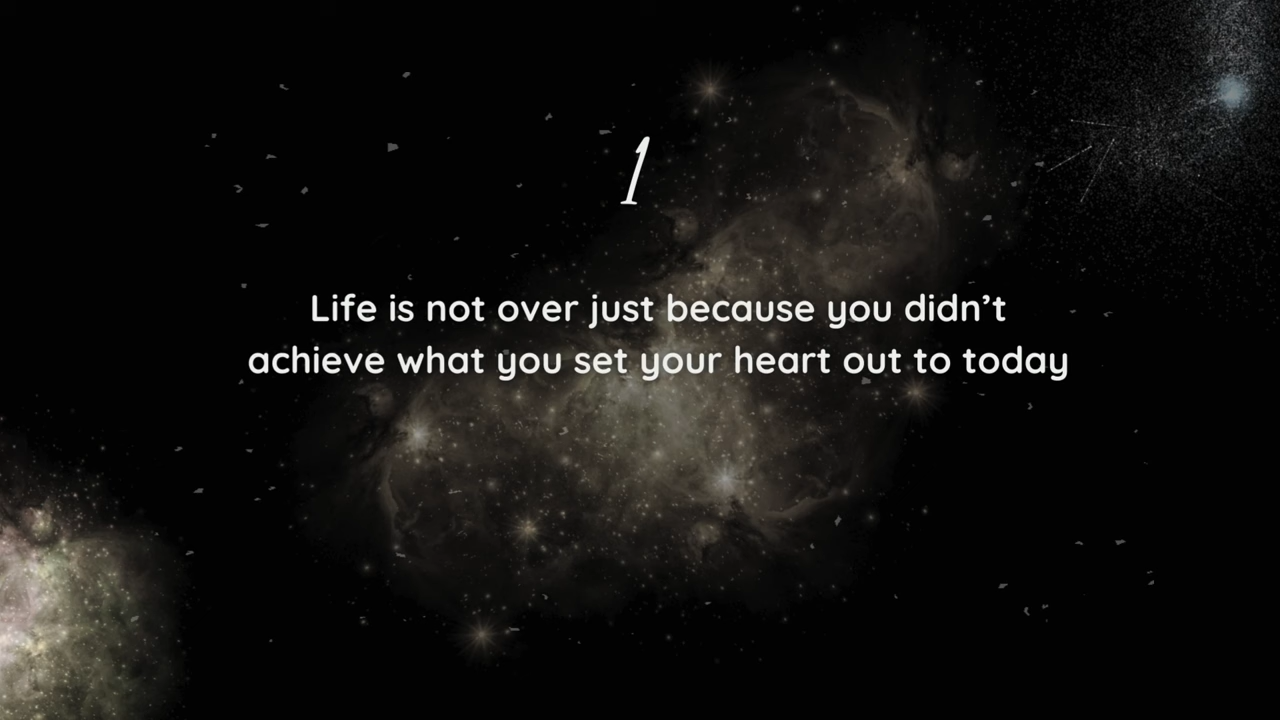 1
Life is not over just because you didn’t
achieve what you set your heart out to today